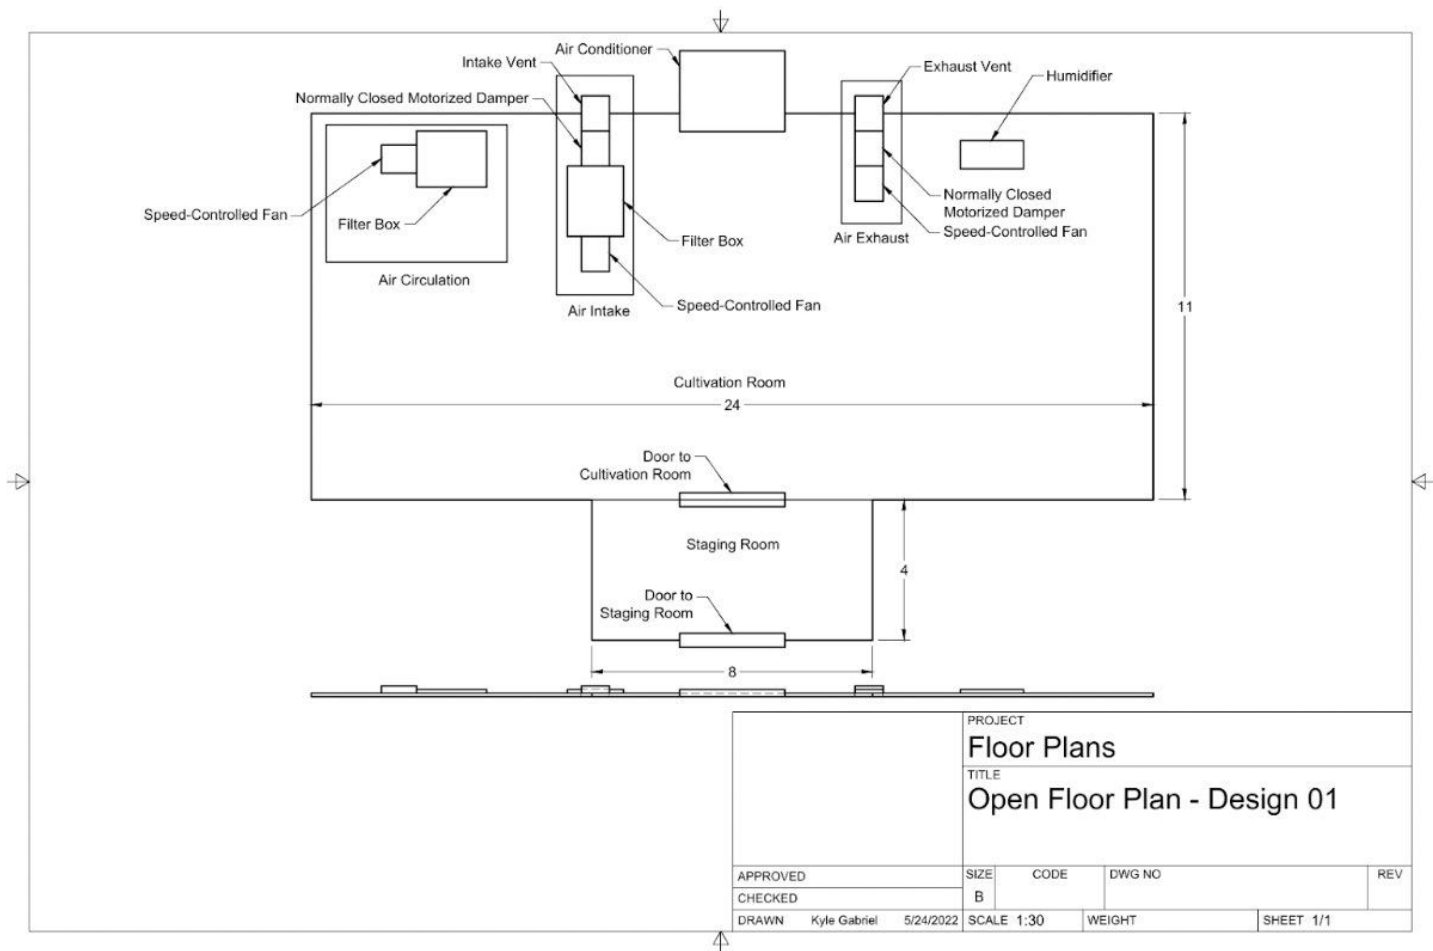 Air Conditioner
Intake Vent
Exhaust Vent
Humidifier
Normally Closed Motorized Damper
Speed-Controlled Fan
Filter Box
Air Circulation
Filter Box
Speed-Controlled Fan
Air Intake
Normally Closed
Motorized Damper
Speed-Controlled Fan
Air Exhaust
11
Cultivation Room
24
Door to
Cultivation Room
Staging Room
4
Door to
Staging Room
8
PROJECT
Floor Plans
TITLE
Open Floor Plan - Design 01
APPROVED
CHECKED
DRAWN Kyle Gabriel 5/24/2022
SIZE CODE DWG NO REV
B
SCALE 1:30 WEIGHT SHEET 1/1